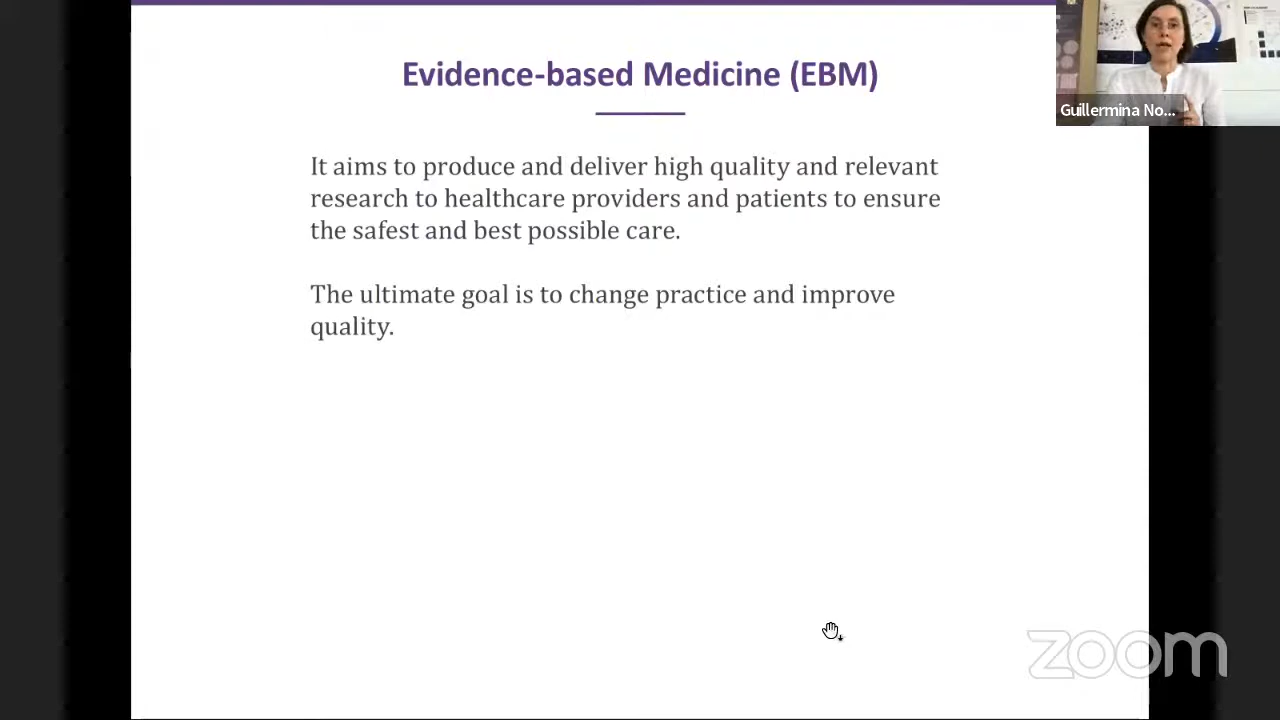 Evidence-based Medicine (EBM)
Guillermina No...
It aims to produce and deliver high quality and relevant
research to healthcare providers and patients to ensure
the safest and best possible care.
The ultimate goal is to change practice and improve
quality.
zoom